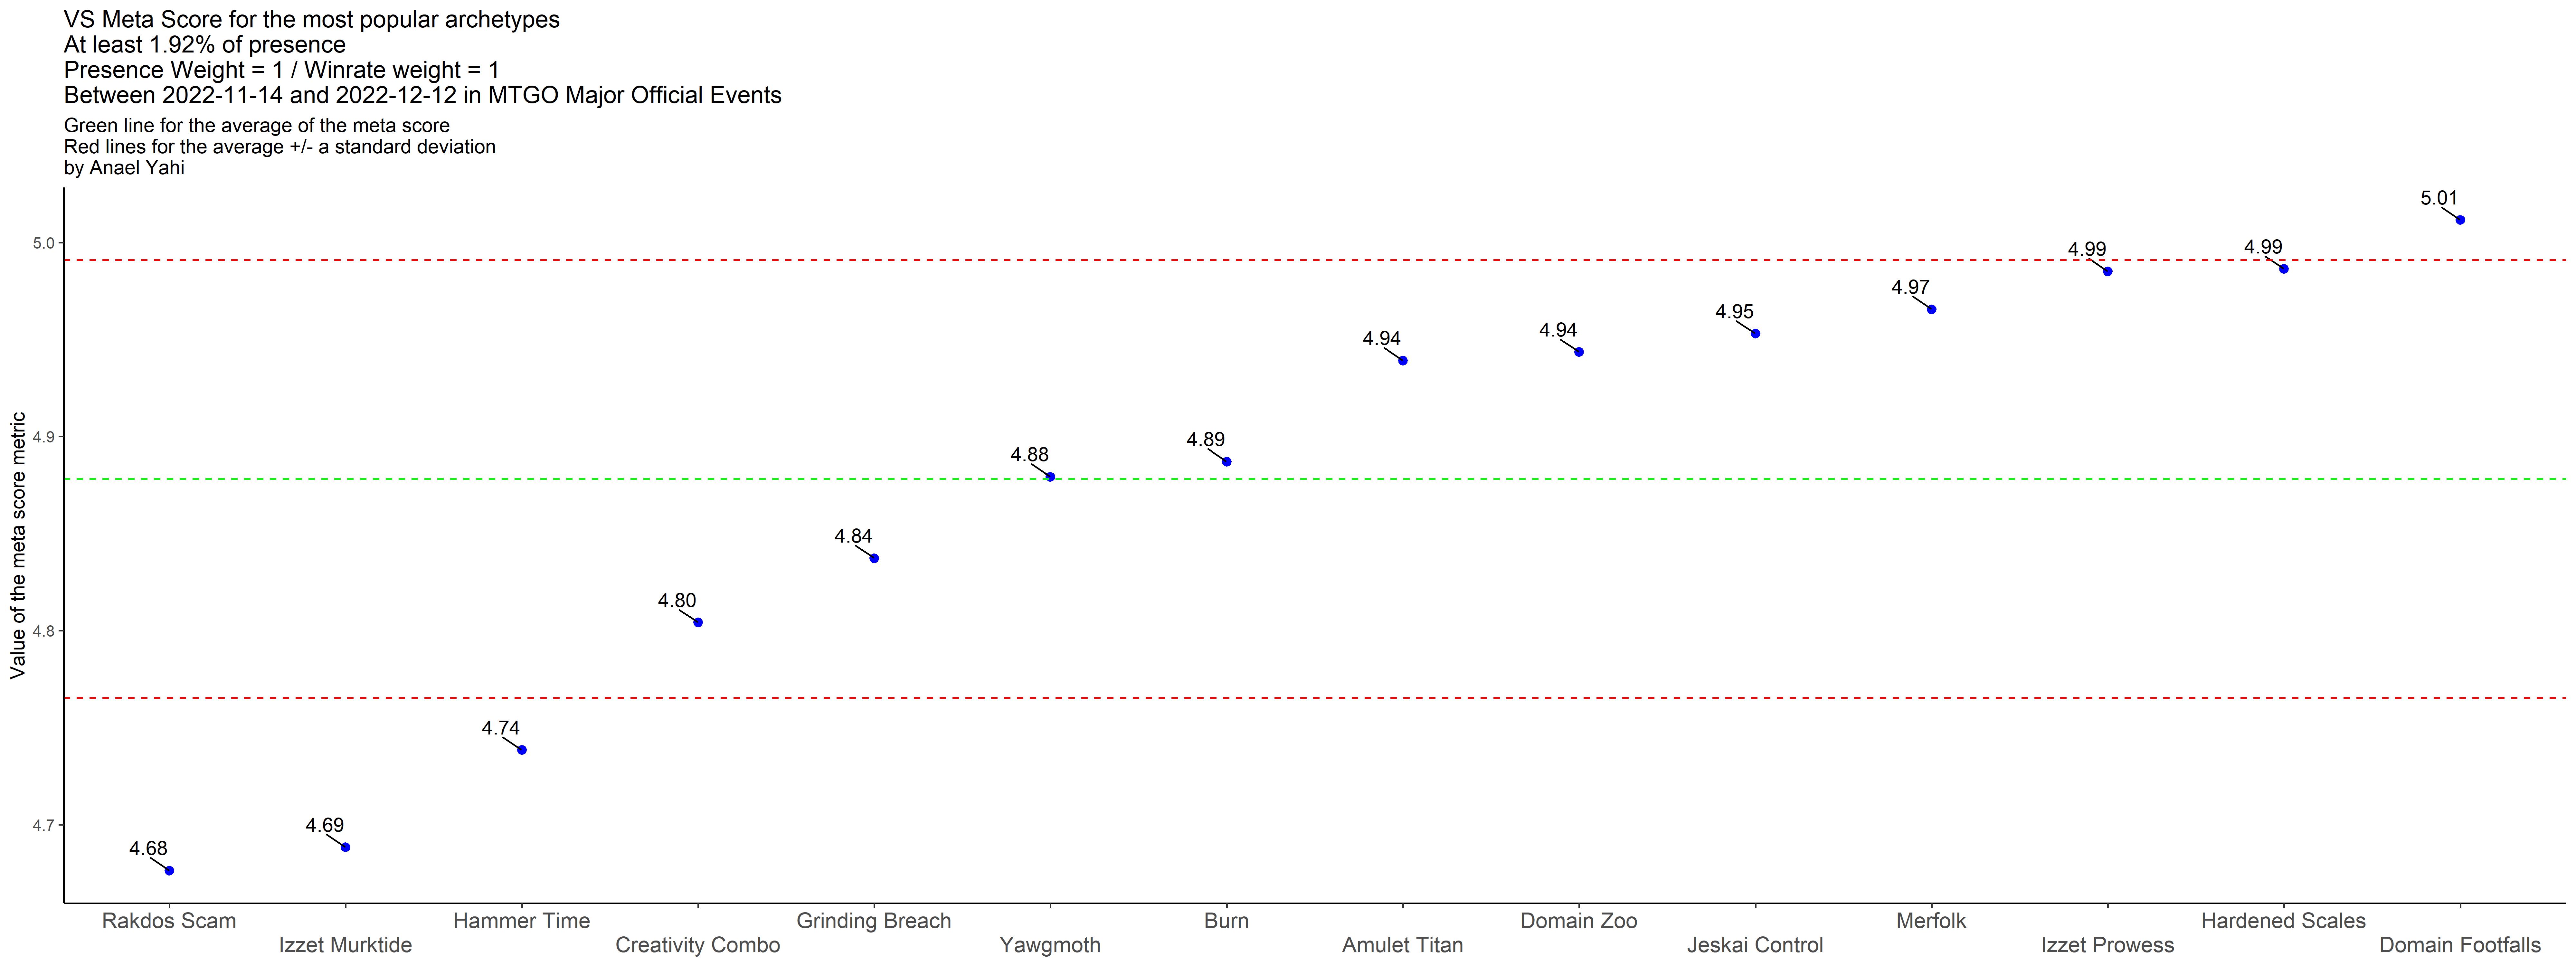 VS Meta Score for the most popular archetypes
At least 1.92% of presence
Presence Weight = 1 / Winrate weight = 1
Between 2022-11-14 and 2022-12-12 in MTGO Major Official Events
Green line for the average of the meta score
Red lines for the average +/- a standard deviation
by Anael Yahi
Value of the meta score metric
5.0
4.9
4.8
4.7
4.68
4.69
4.74
4.80
4.84
4.88
4.89
4.94
4.94
4.95
4.97
4.99
4.99
5.01
Rakdos Scam
Izzet Murktide
Hammer Time
Creativity Combo
Grinding Breach
Yawgmoth
Burn
Amulet Titan
Domain Zoo
Jeskai Control
Merfolk
Izzet Prowess
Hardened Scales
Domain Footfalls